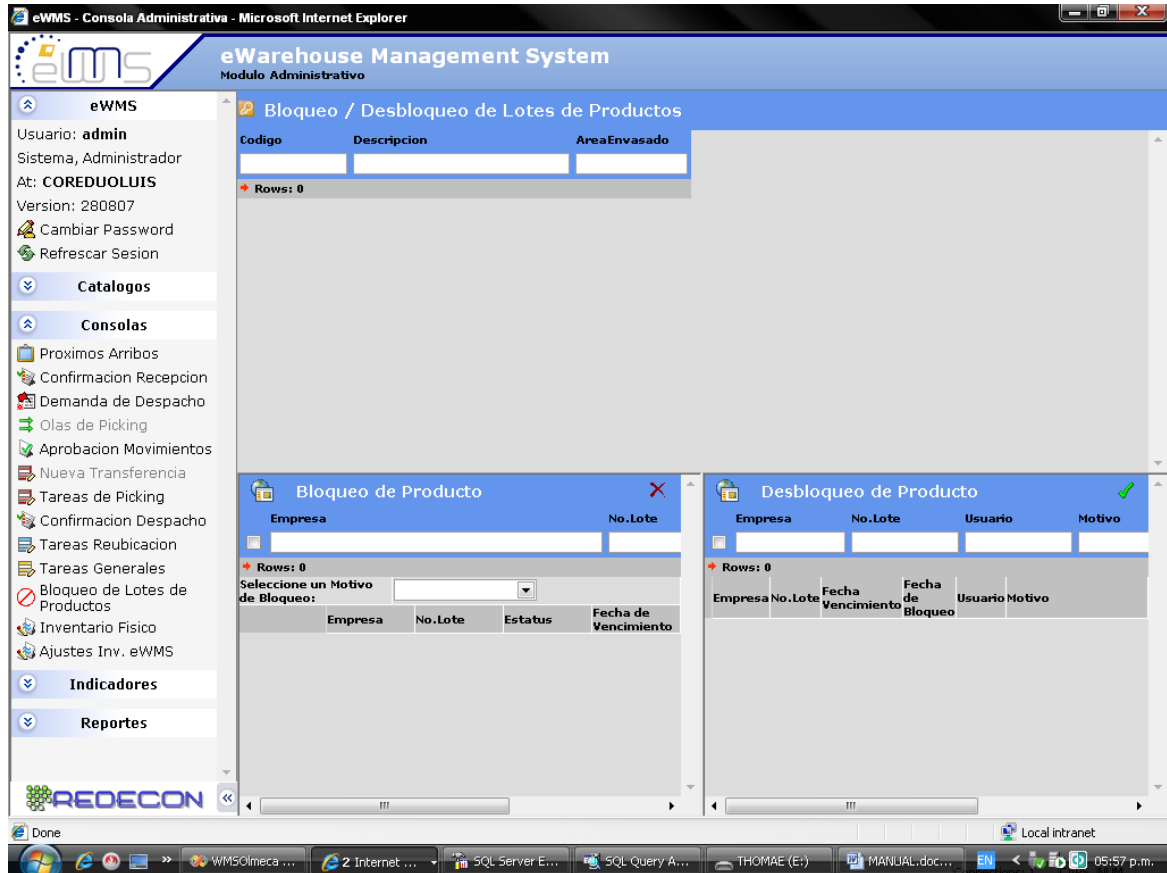 eWMS - Consola Administrativa - Microsoft Internet Explorer
eWMS
eWarehouse Management System
Modulo Administrativo
eWMS
Usuario: admin
Sistema, Administrador
At: COREDUOLUIS
Version: 280807
Cambiar Password
Refrescar Sesion
Catalogos
Consolas
Proximos Arribos
Confirmacion Recepcion
Demanda de Despacho
Olas de Picking
Aprobacion Movimientos
Nueva Transferencia
Tareas de Picking
Confirmacion Despacho
Tareas Reubicacion
Tareas Generales
Bloqueo de Lotes de
Productos
Inventario Fisico
Ajustes Inv. eWMS
Indicadores
Reportes
REDECON
Bloqueo / Desbloqueo de Lotes de Productos
Codigo Descripcion AreaEnvasado
Rows: 0
Bloqueo de Producto
Empresa No.Lote
Rows: 0
Seleccione un Motivo
de Bloqueo:
Empresa No.Lote Estatus Fecha de
Vencimiento
Desbloqueo de Producto
Empresa No.Lote Usuario Motivo
Rows: 0
Empresa No.Lote Fecha
Vencimiento Fecha
de
Bloqueo Usuario Motivo
Done
Local intranet
WMSOlmeca ... 2 Internet ... SQL Server E... SQL Query A... THOMAE (E:) MANUAL.doc... EN 05:57 p.m.